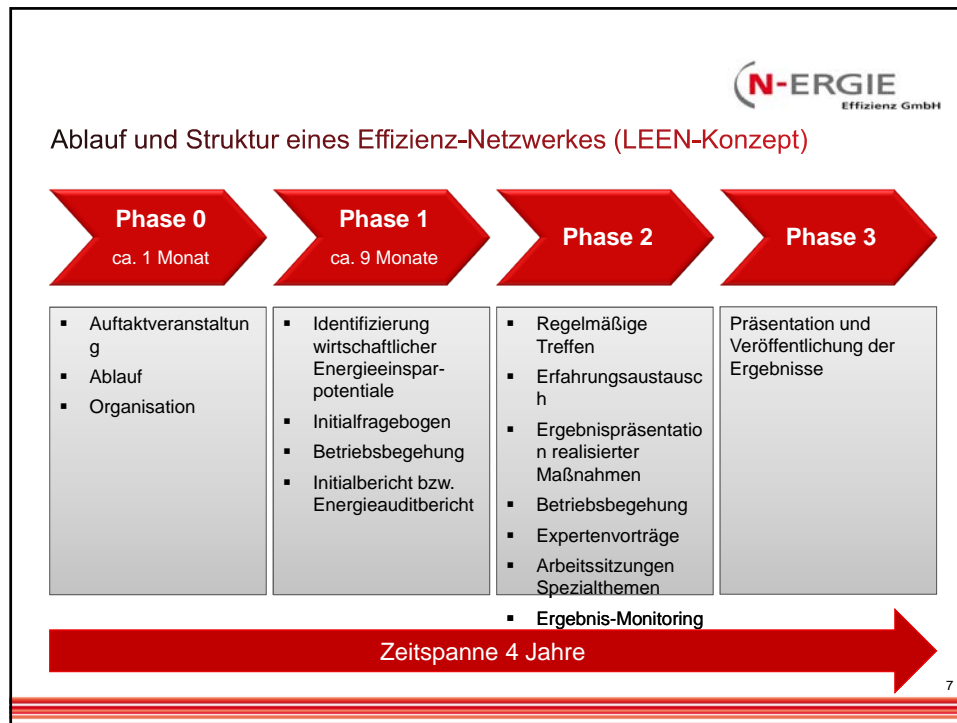 N-ERGIE
Effizienz GmbH
Ablauf und Struktur eines Effizienz-Netzwerkes (LEEN-Konzept)
Phase 0
ca. 1 Monat
Phase 1
ca. 9 Monate
Phase 2
Phase 3
▪ Auftaktveranstaltun
g
▪ Ablauf
▪ Organisation
▪ Identifizierung
wirtschaftlicher
Energieeinspar-
potentiale
▪ Initialfragebogen
▪ Betriebsbegehung
▪ Initialbericht bzw.
Energieauditbericht
▪ Regelmäßige
Treffen
▪ Erfahrungsaustausc
h
▪ Ergebnispräsentatio
n realisierter
Maßnahmen
▪ Betriebsbegehung
▪ Expertenvorträge
▪ Arbeitssitzungen
Spezialthemen
▪ Ergebnis-Monitoring
Präsentation und
Veröffentlichung der
Ergebnisse
Zeitspanne 4 Jahre
7